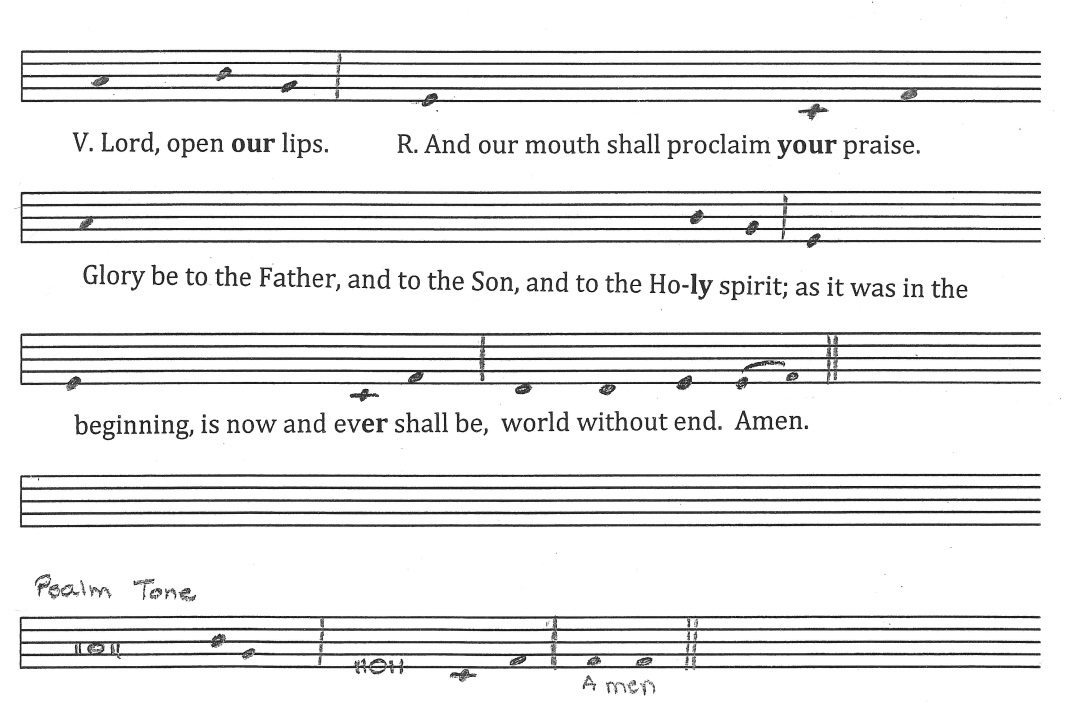 V. Lord, open our lips. R. And our mouth shall proclaim your praise.
Glory be to the Father, and to the Son, and to the Ho-ly spirit; as it was in the
beginning, is now and ever shall be, world without end. Amen.
Psalm Tone
A men